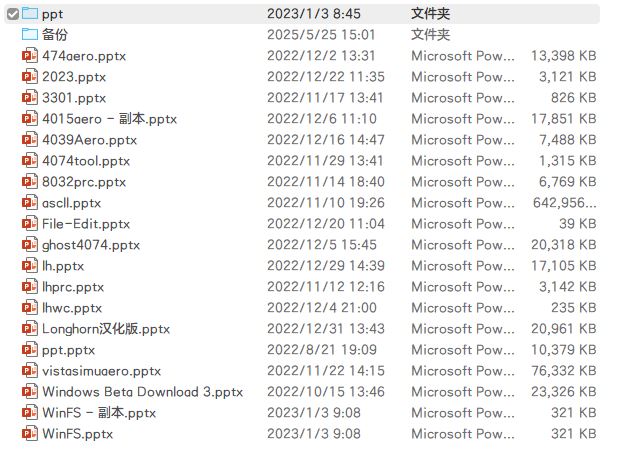 ppt 2023/1/3 8:45 文件夹
备份 2025/5/25 15:01 文件夹
474aero.pptx 2022/12/2 13:31 Microsoft Pow... 13,398 KB
2023.pptx 2022/12/22 11:35 Microsoft Pow... 3,121 KB
3301.pptx 2022/11/17 13:41 Microsoft Pow... 826 KB
4015aero - 副本.pptx 2022/12/6 11:10 Microsoft Pow... 17,851 KB
4039Aero.pptx 2022/12/16 14:47 Microsoft Pow... 7,488 KB
4074tool.pptx 2022/11/29 13:41 Microsoft Pow... 1,315 KB
8032prc.pptx 2022/11/14 18:40 Microsoft Pow... 6,769 KB
ascll.pptx 2022/11/10 19:26 Microsoft Pow... 642,956...
File-Edit.pptx 2022/12/20 11:04 Microsoft Pow... 39 KB
ghost4074.pptx 2022/12/5 15:45 Microsoft Pow... 20,318 KB
lh.pptx 2022/12/29 14:39 Microsoft Pow... 17,105 KB
lhprc.pptx 2022/11/12 12:16 Microsoft Pow... 3,142 KB
lhwc.pptx 2022/12/4 21:00 Microsoft Pow... 235 KB
Longhorn汉化版.pptx 2022/12/31 13:43 Microsoft Pow... 20,961 KB
ppt.pptx 2022/8/21 19:09 Microsoft Pow... 10,379 KB
vistasimuaero.pptx 2022/11/22 14:15 Microsoft Pow... 76,332 KB
Windows Beta Download 3.pptx 2022/10/15 13:46 Microsoft Pow... 23,326 KB
WinFS - 副本.pptx 2023/1/3 9:08 Microsoft Pow... 321 KB
WinFS.pptx 2023/1/3 9:08 Microsoft Pow... 321 KB